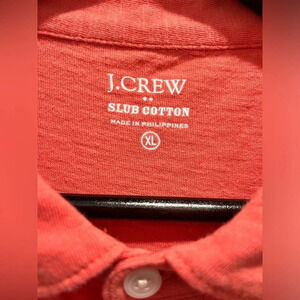 J.CREW
SLUB COTTON
MADE IN PHILIPPINES
XL